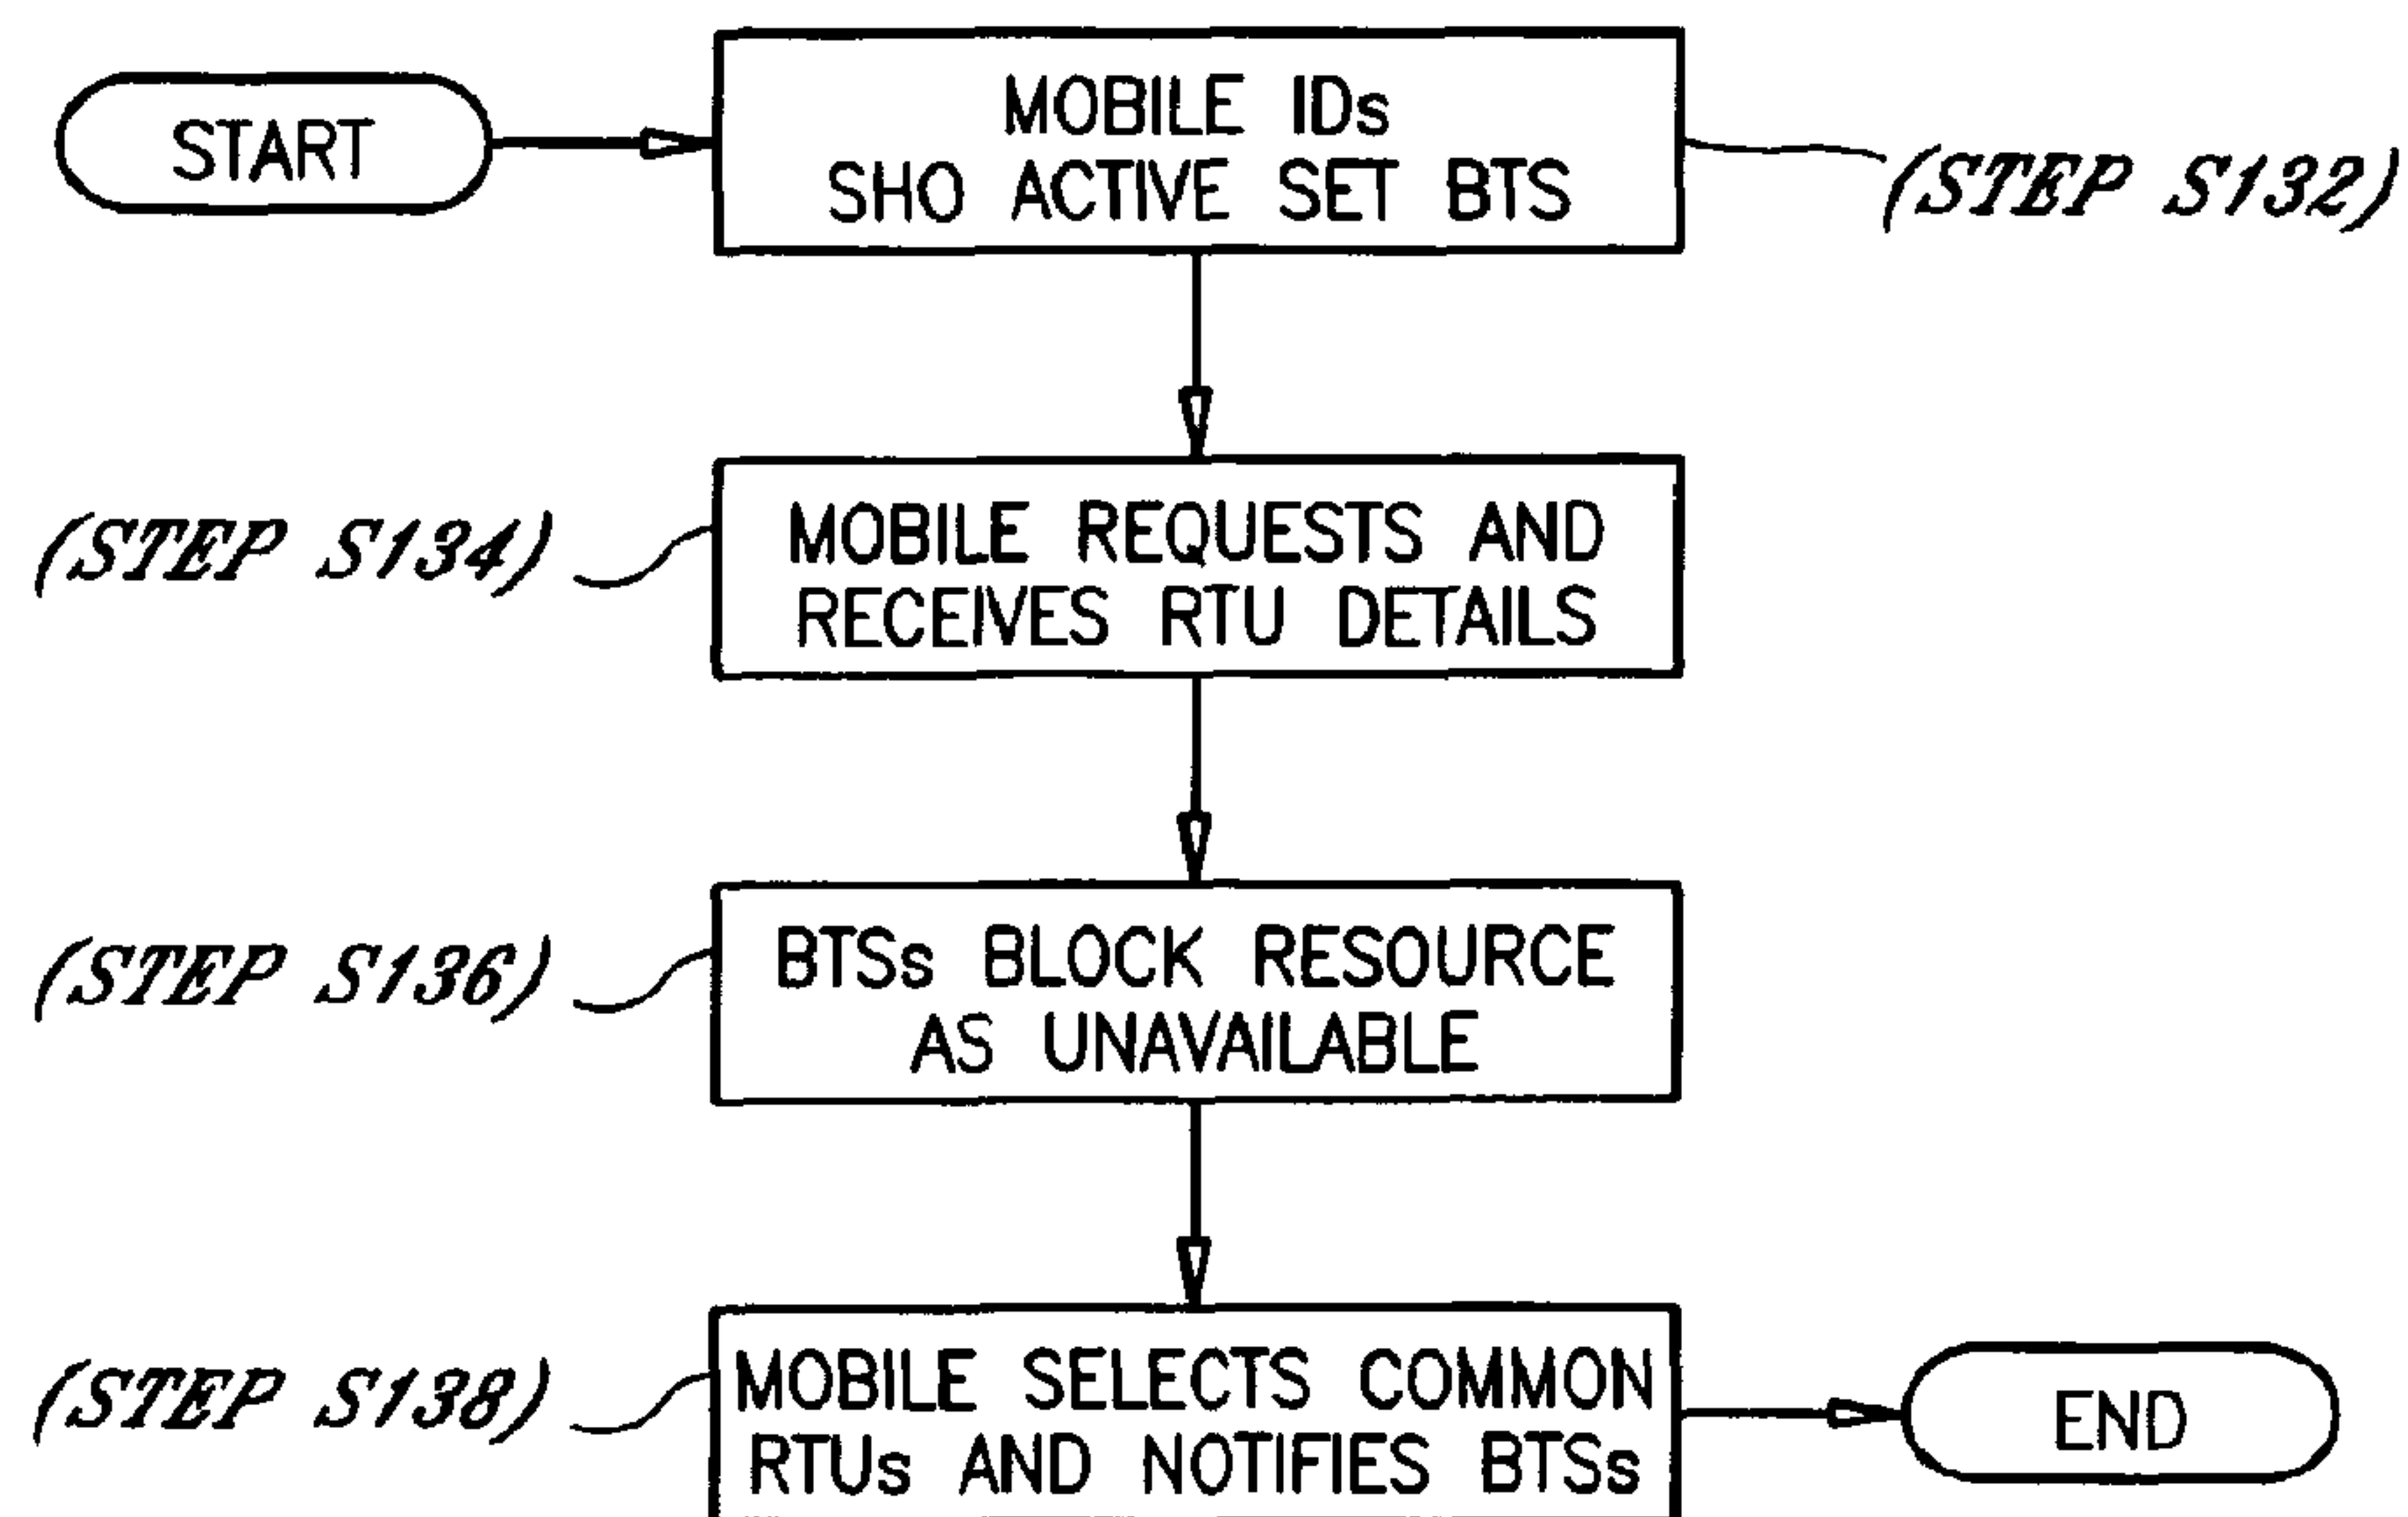 START
MOBILE IDs
SHO ACTIVE SET BTS
(STEP S132)
(STEP S134)
MOBILE REQUESTS AND
RECEIVES RTU DETAILS
(STEP S136)
BTSs BLOCK RESOURCE
AS UNAVAILABLE
(STEP S138)
MOBILE SELECTS COMMON
RTUs AND NOTIFIES BTSs
END